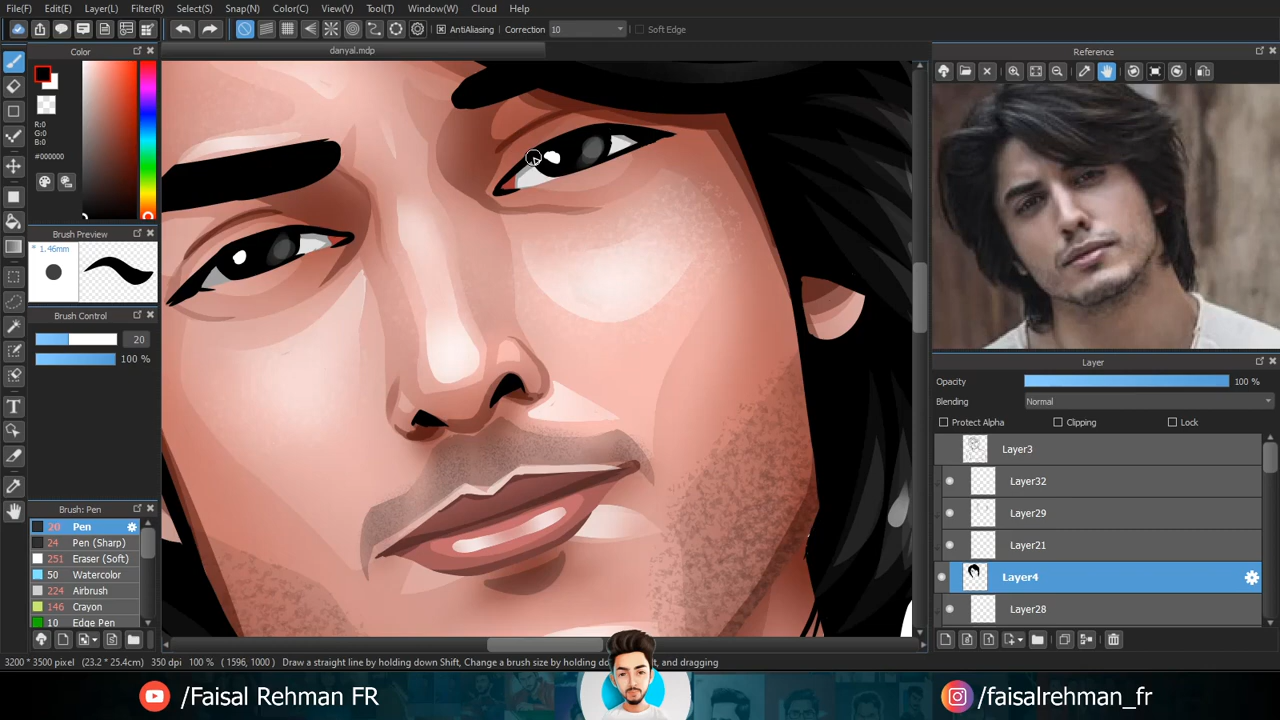 File(F) Edit(E) Layer(L) Filter(R) Select(S) Snap(N) Color(C) View(V) Tool(T) Window(W) Cloud Help
AntiAliasing Correction 10 Soft Edge
danyal.mdp
Color
R:0
G:0
B:0
#000000
Brush Preview
* 1.46mm
Brush Control
20
100 %
Brush: Pen
20 Pen
24 Pen (Sharp)
251 Eraser (Soft)
50 Watercolor
224 Airbrush
146 Crayon
10 Edge Pen
Reference
Layer
Opacity 100 %
Blending Normal
Protect Alpha Clipping Lock
Layer3
Layer32
Layer29
Layer21
Layer4
Layer28
3200 * 3500 pixel (23.2 * 25.4cm) 350 dpi 100 % ( 1596, 1000 ) Draw a straight line by holding down Shift, Change a brush size by holding do t, and dragging
/Faisal Rehman FR
/faisalrehman_fr